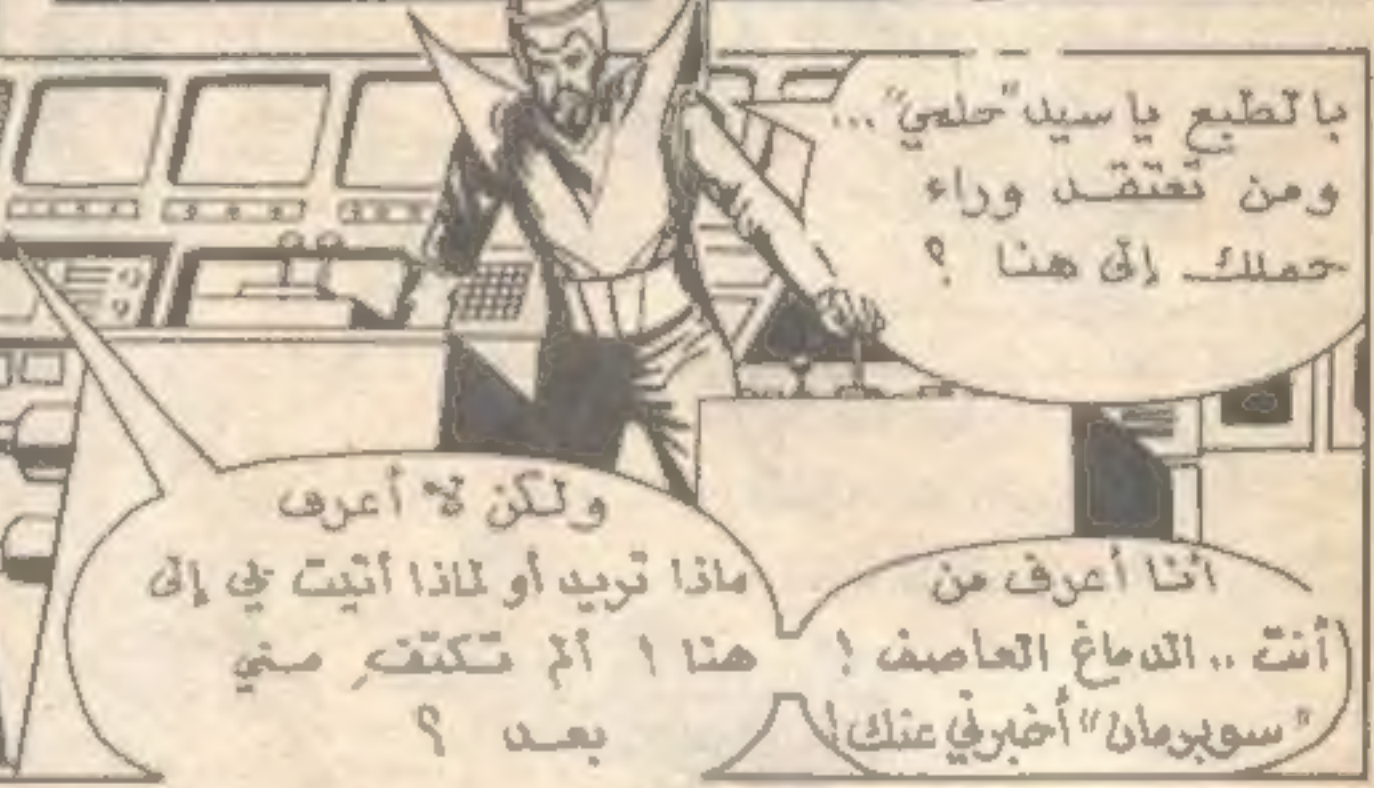 بالطبع يا سيد "حلمي" ...
ومن تعتقد وراء
حملك إلى هنا ؟
أنا أعرف من
أنت .. الدماغ العاصف !
"سوبرمان" أخبرني عنك !
ولكن لا أعرف
ماذا تريد أو لماذا أتيت بي إلى
هنا ! ألم تكتفِ مني
بعد ؟